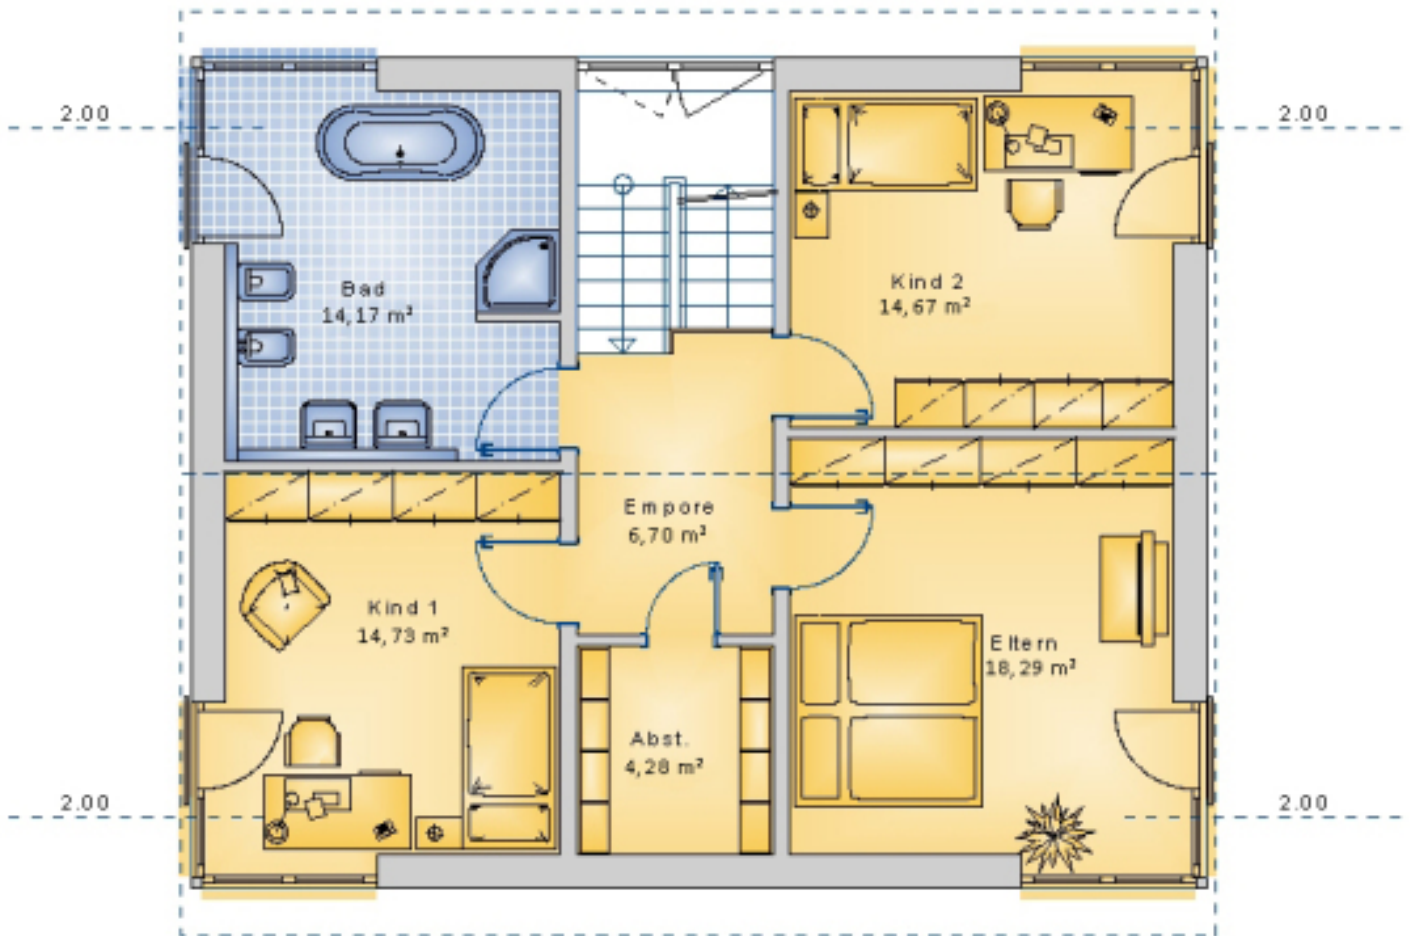 2.00
2.00
Bad
14,17 m²
Kind 2
14,67 m²
Empore
6,70 m²
Kind 1
14,73 m²
Eltern
18,29 m²
Abst.
4,28 m²
2.00
2.00